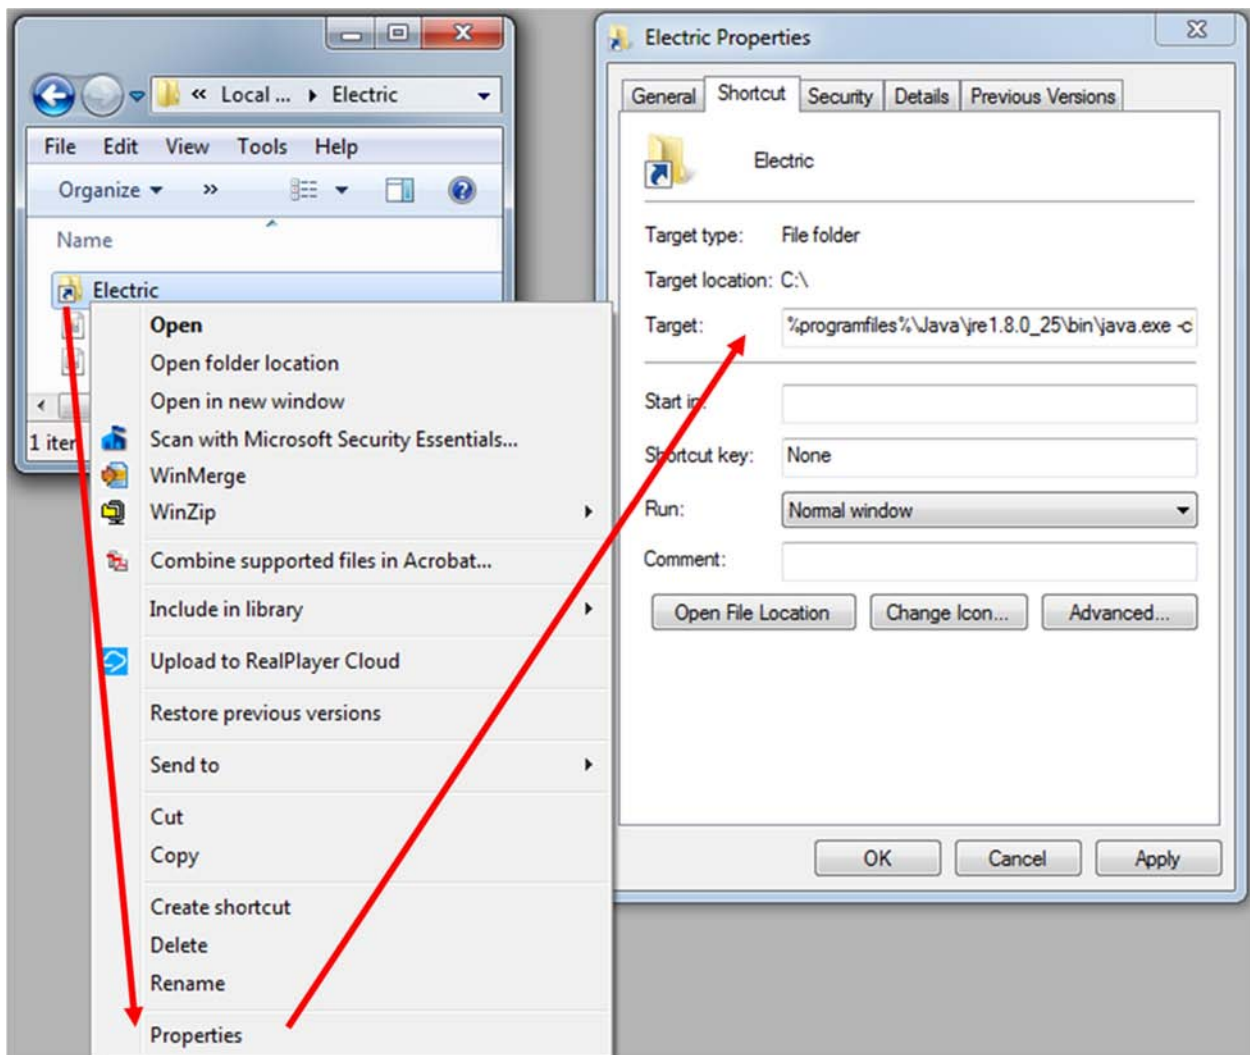 « Local ... Electric
File Edit View Tools Help
Organize »
Name
Electric
1 iter
Open
Open folder location
Open in new window
Scan with Microsoft Security Essentials...
WinMerge
WinZip
Combine supported files in Acrobat...
Include in library
Upload to RealPlayer Cloud
Restore previous versions
Send to
Cut
Copy
Create shortcut
Delete
Rename
Properties
Electric Properties
General Shortcut Security Details Previous Versions
Electric
Target type: File folder
Target location: C:\
Target: %programfiles%\Java\jre1.8.0_25\bin\java.exe -c
Start in:
Shortcut key: None
Run: Normal window
Comment:
Open File Location Change Icon... Advanced...
OK Cancel Apply